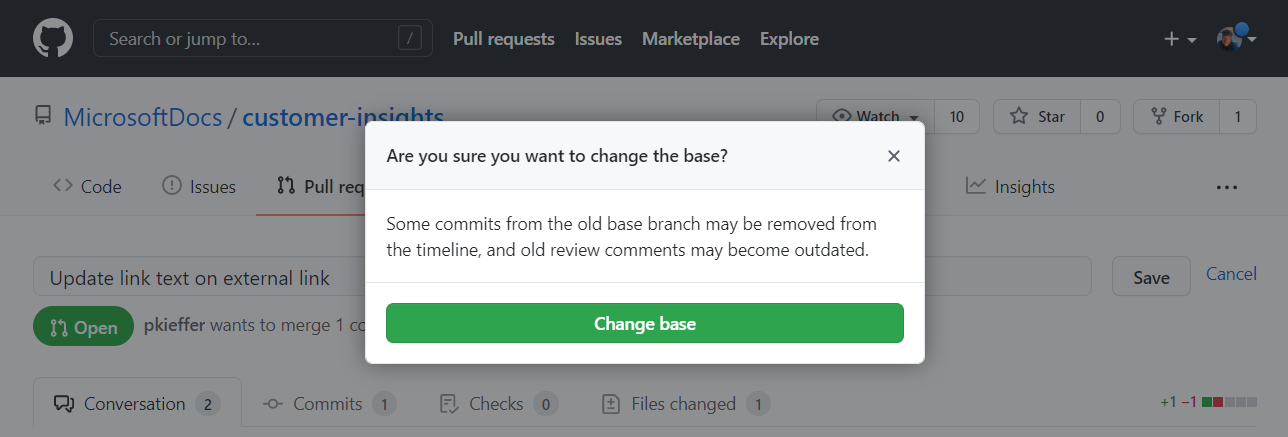 Search or jump to... / Pull requests Issues Marketplace Explore
MicrosoftDocs / customer-insights Watch 10 Star 0 Fork 1
Are you sure you want to change the base?
Code Issues Pull req Insights
Some commits from the old base branch may be removed from
the timeline, and old review comments may become outdated.
Update link text on external link Save Cancel
Open pkieffer wants to merge 1 co
Change base
Conversation 2 Commits 1 Checks 0 Files changed 1 +1 −1